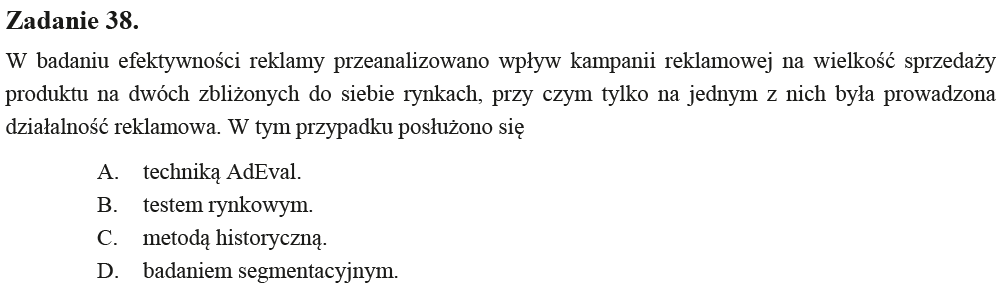 Zadanie 38.
W badaniu efektywności reklamy przeanalizowano wpływ kampanii reklamowej na wielkość sprzedaży
produktu na dwóch zbliżonych do siebie rynkach, przy czym tylko na jednym z nich była prowadzona
działalność reklamowa. W tym przypadku posłużono się
A. techniką AdEval.
B. testem rynkowym.
C. metodą historyczną.
D. badaniem segmentacyjnym.